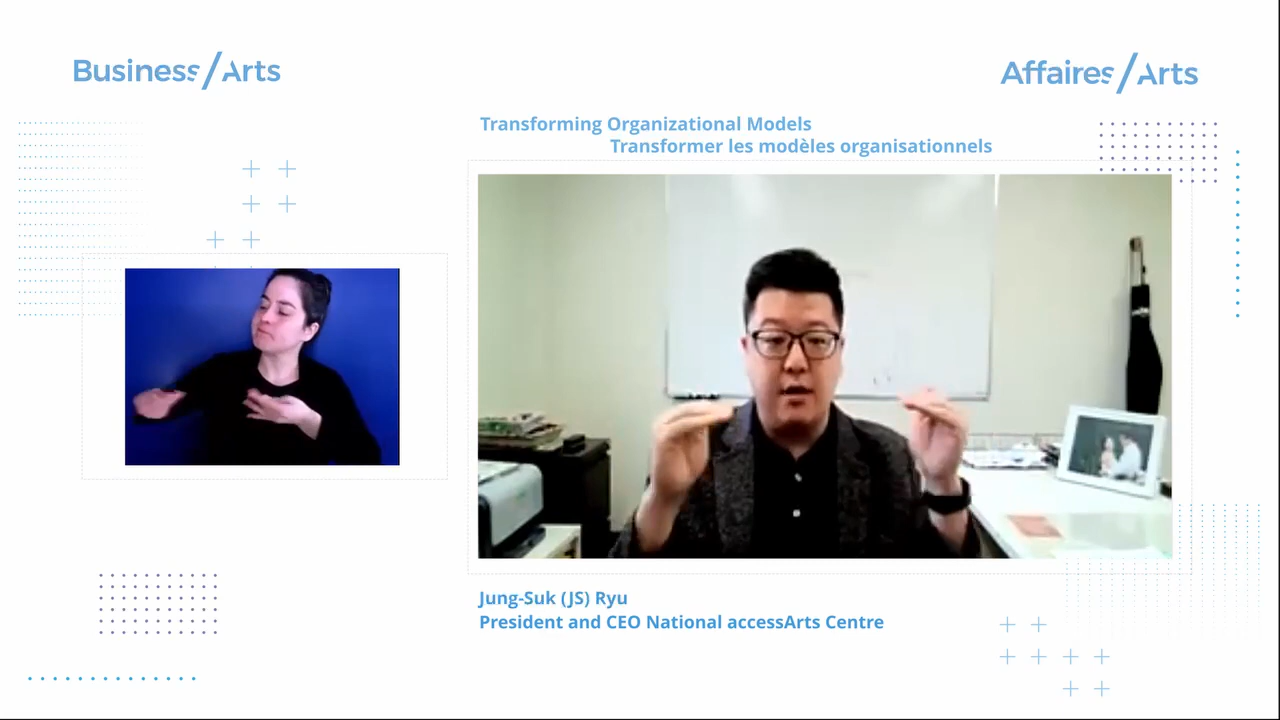 Business/Arts
Affaires/Arts
Transforming Organizational Models
Transformer les modèles organisationnels
Jung-Suk (JS) Ryu
President and CEO National accessArts Centre